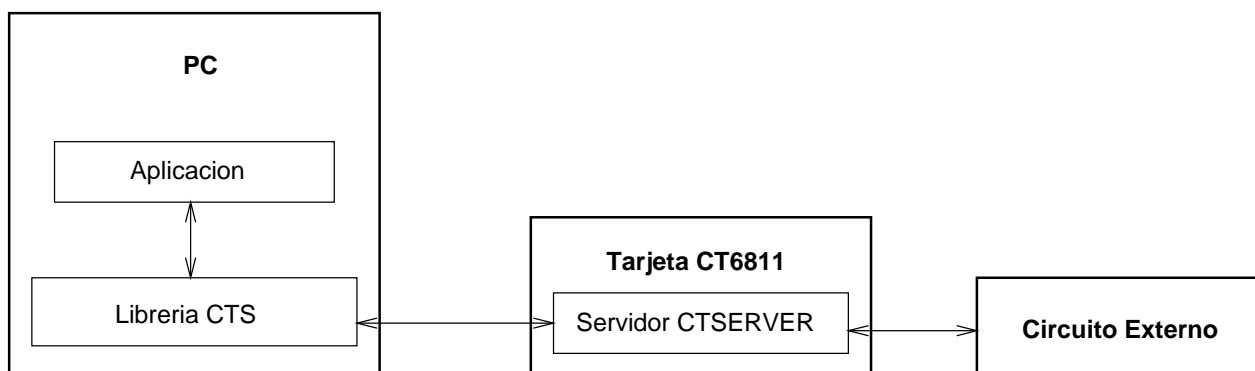 PC
Aplicacion
Libreria CTS
Tarjeta CT6811
Servidor CTSERVER
Circuito Externo